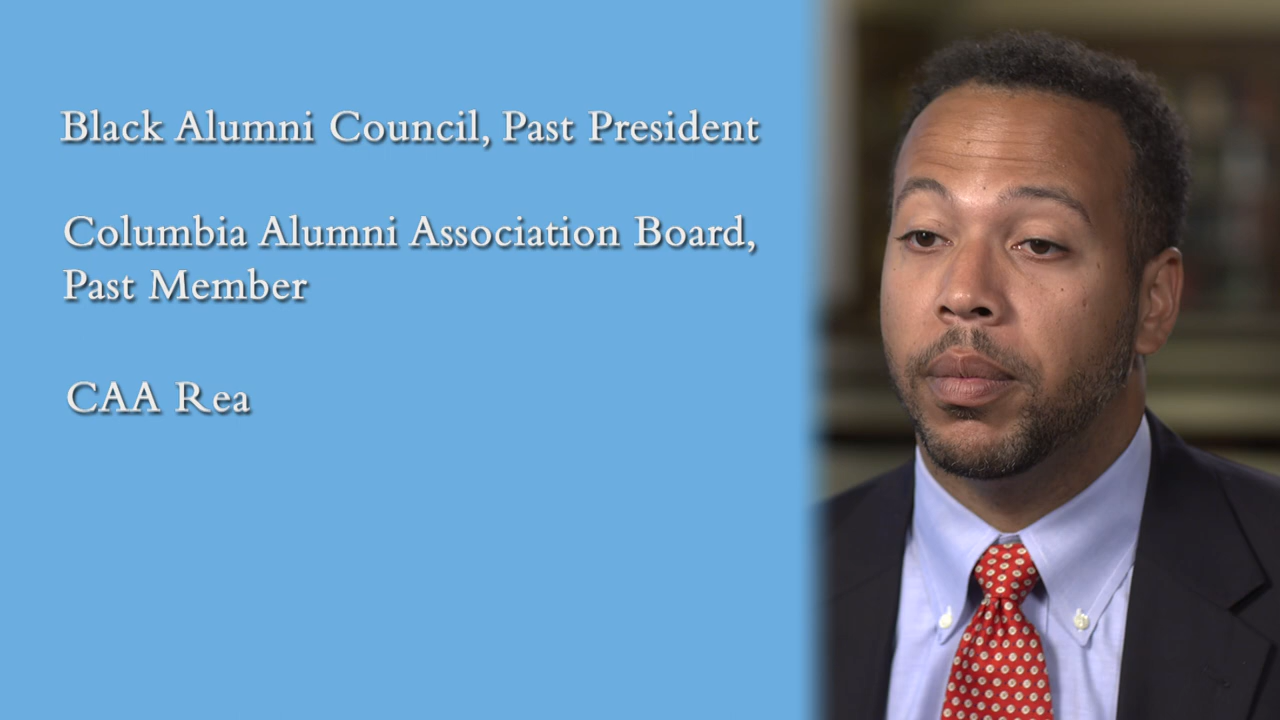 Black Alumni Council, Past President
Columbia Alumni Association Board,
Past Member
CAA Rea